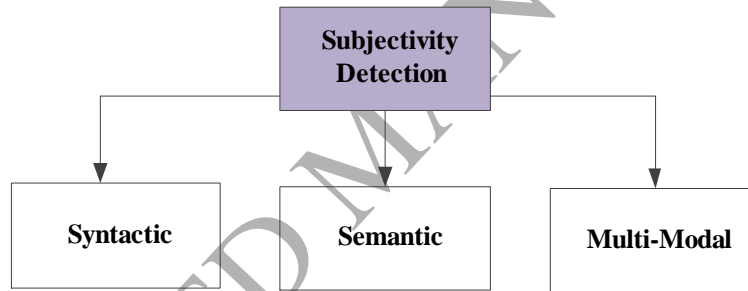 Subjectivity
Detection
Syntactic
Semantic
Multi-Modal